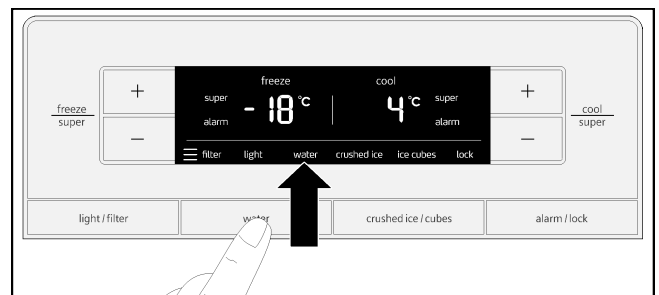 freeze cool
+ super super +
freeze - 18 °C 4 °C cool
super alarm alarm super
— —
filter light water crushed ice ice cubes lock
light / filter water crushed ice / cubes alarm / lock